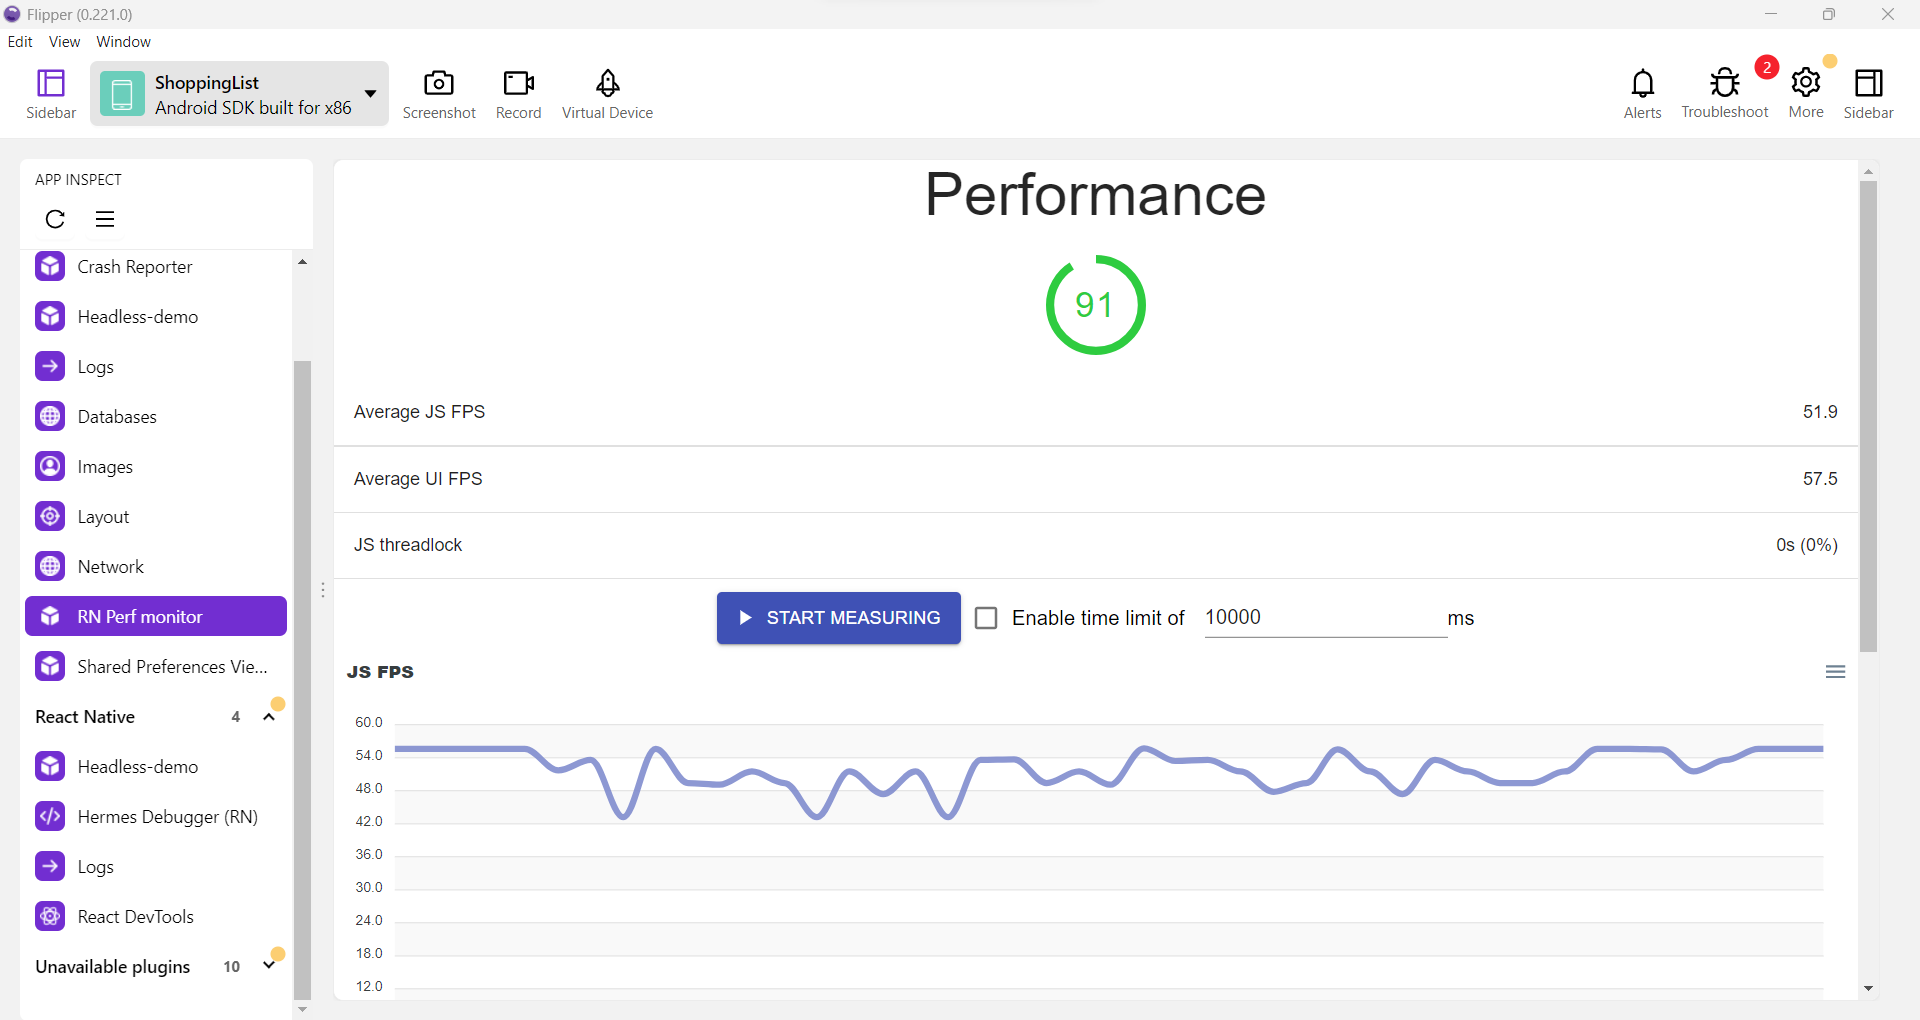 Flipper (0.221.0)
Edit View Window
Sidebar
ShoppingList
Android SDK built for x86
Screenshot
Record
Virtual Device
Alerts
Troubleshoot
2
More
Sidebar
APP INSPECT
Crash Reporter
Headless-demo
Logs
Databases
Images
Layout
Network
RN Perf monitor
Shared Preferences Vie...
React Native 4
Headless-demo
Hermes Debugger (RN)
Logs
React DevTools
Unavailable plugins 10
Performance
91
Average JS FPS 51.9
Average UI FPS 57.5
JS threadlock 0s (0%)
START MEASURING Enable time limit of 10000 ms
JS FPS
60.0
54.0
48.0
42.0
36.0
30.0
24.0
18.0
12.0